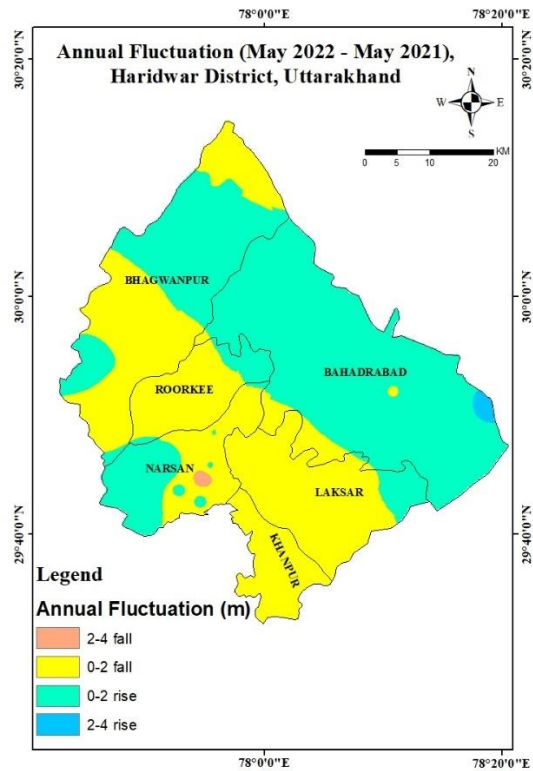 78°0'0"E
78°20'0"E
Annual Fluctuation (May 2022 - May 2021),
Haridwar District, Uttarakhand
30°20'0"N
30°20'0"N
N
W
E
S
KM
0
5
10
20
BHAGWANPUR
30°0'0"N
30°0'0"N
BAHADRABAD
ROORKEE
NARSAN
LAKSAR
29°40'0"N
29°40'0"N
KHANPUR
Legend
Annual Fluctuation (m)
2-4 fall
0-2 fall
0-2 rise
2-4 rise
78°0'0"E
78°20'0"E